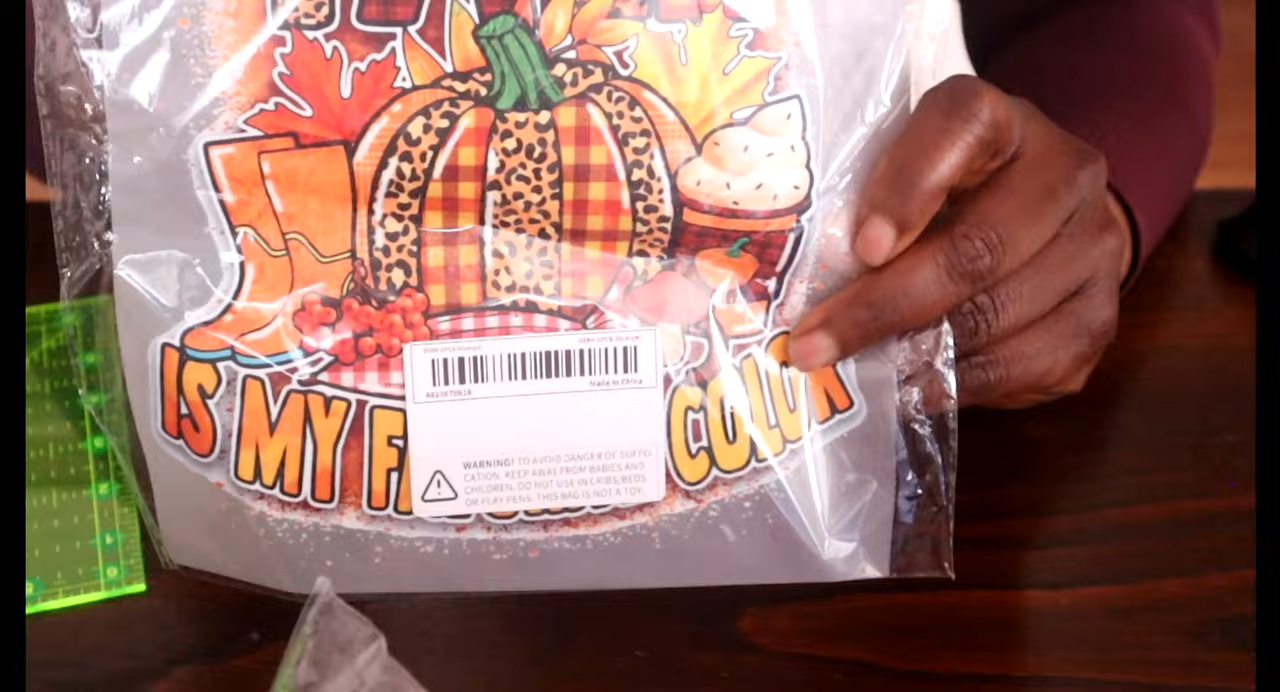 IS MY FA COLOR
Made in China
WARNING! TO AVOID DANGER OF SUFFO
CATION, KEEP AWAY FROM BABIES AND
CHILDREN. DO NOT USE IN CRIBS/BEDS
OR PLAY PENS. THIS BAG IS NOT A TOY.